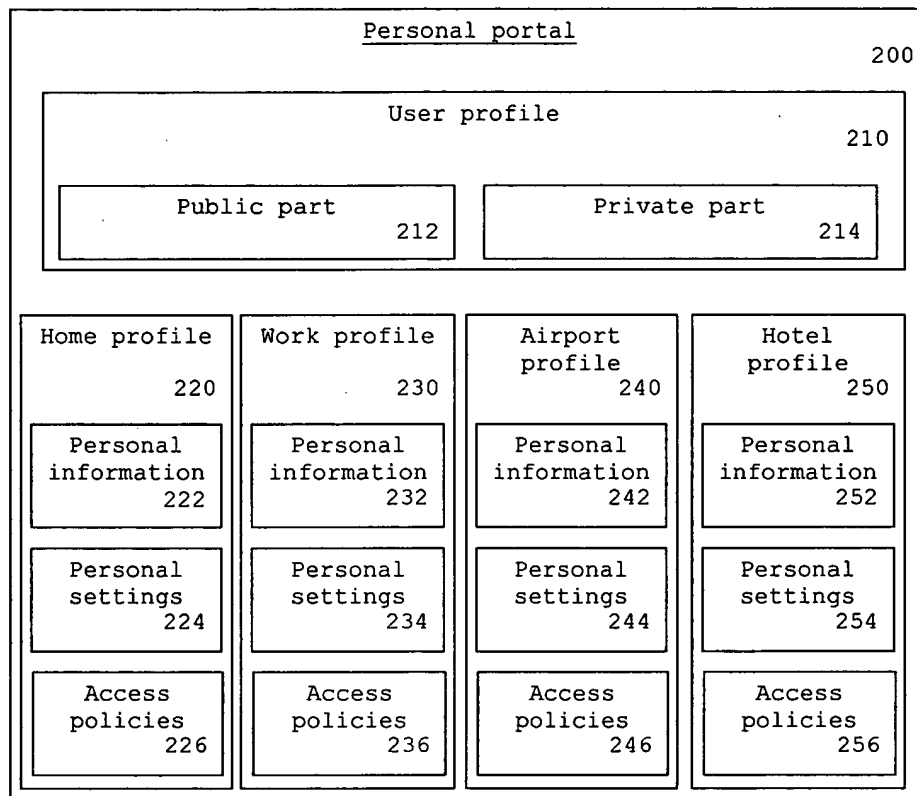 Personal portal
200
User profile
210
Public part
212
Private part
214
Home profile
220
Personal
information
222
Personal
settings
224
Access
policies
226
Work profile
230
Personal
information
232
Personal
settings
234
Access
policies
236
Airport
profile
240
Personal
information
242
Personal
settings
244
Access
policies
246
Hotel
profile
250
Personal
information
252
Personal
settings
254
Access
policies
256